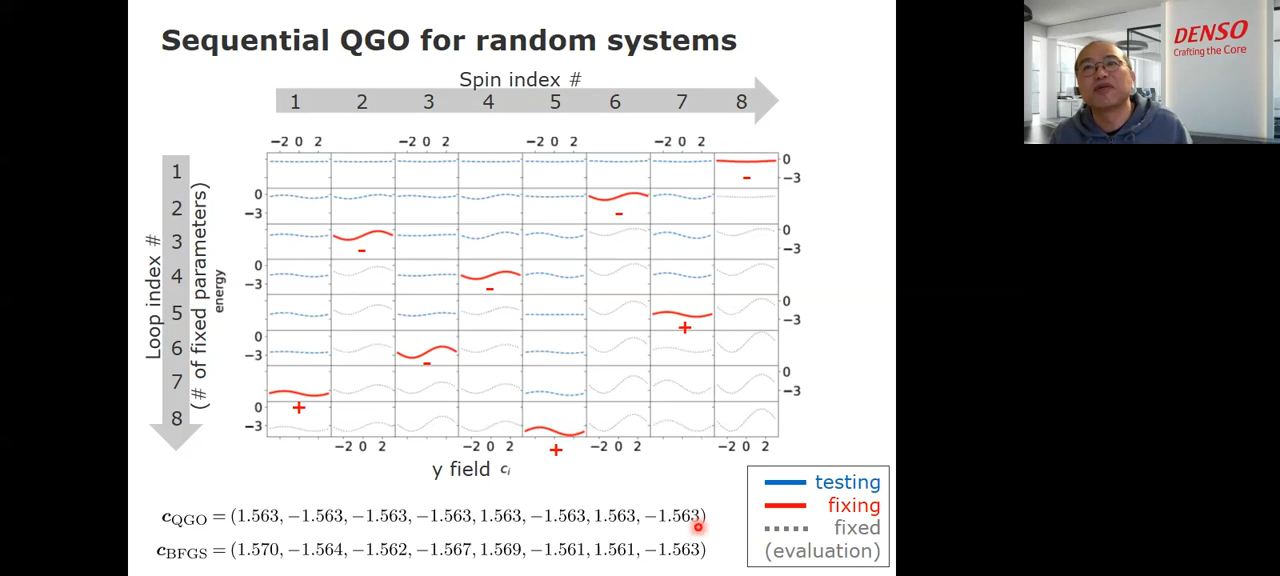 Sequential QGO for random systems
DENSO
Crafting the Core
Spin index #
1 2 3 4 5 6 7 8
−2 0 2 −2 0 2 −2 0 2 −2 0 2
Loop index #
(# of fixed parameters)
energy
1 0
−3
2 0
−3
3 0
−3
4 0
−3
5 0
−3
6 0
−3
7 0
−3
8 0
−3
-
-
-
-
+
-
+
+
−2 0 2 −2 0 2 −2 0 2 −2 0 2
y field cᵢ
c_QGO = (1.563, −1.563, −1.563, −1.563, 1.563, −1.563, 1.563, −1.563)
c_BFGS = (1.570, −1.564, −1.562, −1.567, 1.569, −1.561, 1.561, −1.563)
testing
fixing
fixed
(evaluation)